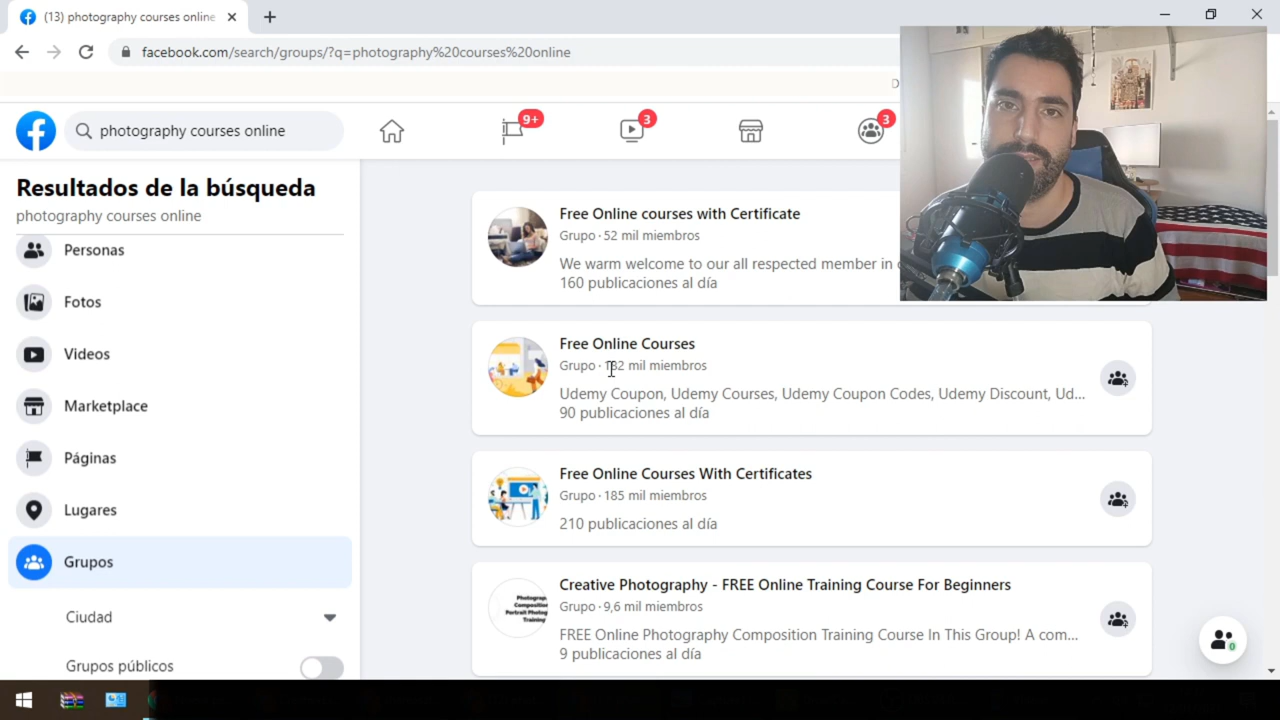 (13) photography courses online
facebook.com/search/groups/?q=photography%20courses%20online
photography courses online
9+
3
3
Resultados de la búsqueda
photography courses online
Personas
Fotos
Videos
Marketplace
Páginas
Lugares
Grupos
Ciudad
Grupos públicos
Free Online courses with Certificate
Grupo · 52 mil miembros
We warm welcome to our all respected member in
160 publicaciones al día
Free Online Courses
Grupo · 182 mil miembros
Udemy Coupon, Udemy Courses, Udemy Coupon Codes, Udemy Discount, Ud...
90 publicaciones al día
Free Online Courses With Certificates
Grupo · 185 mil miembros
210 publicaciones al día
Creative Photography - FREE Online Training Course For Beginners
Grupo · 9,6 mil miembros
FREE Online Photography Composition Training Course In This Group! A com...
9 publicaciones al día